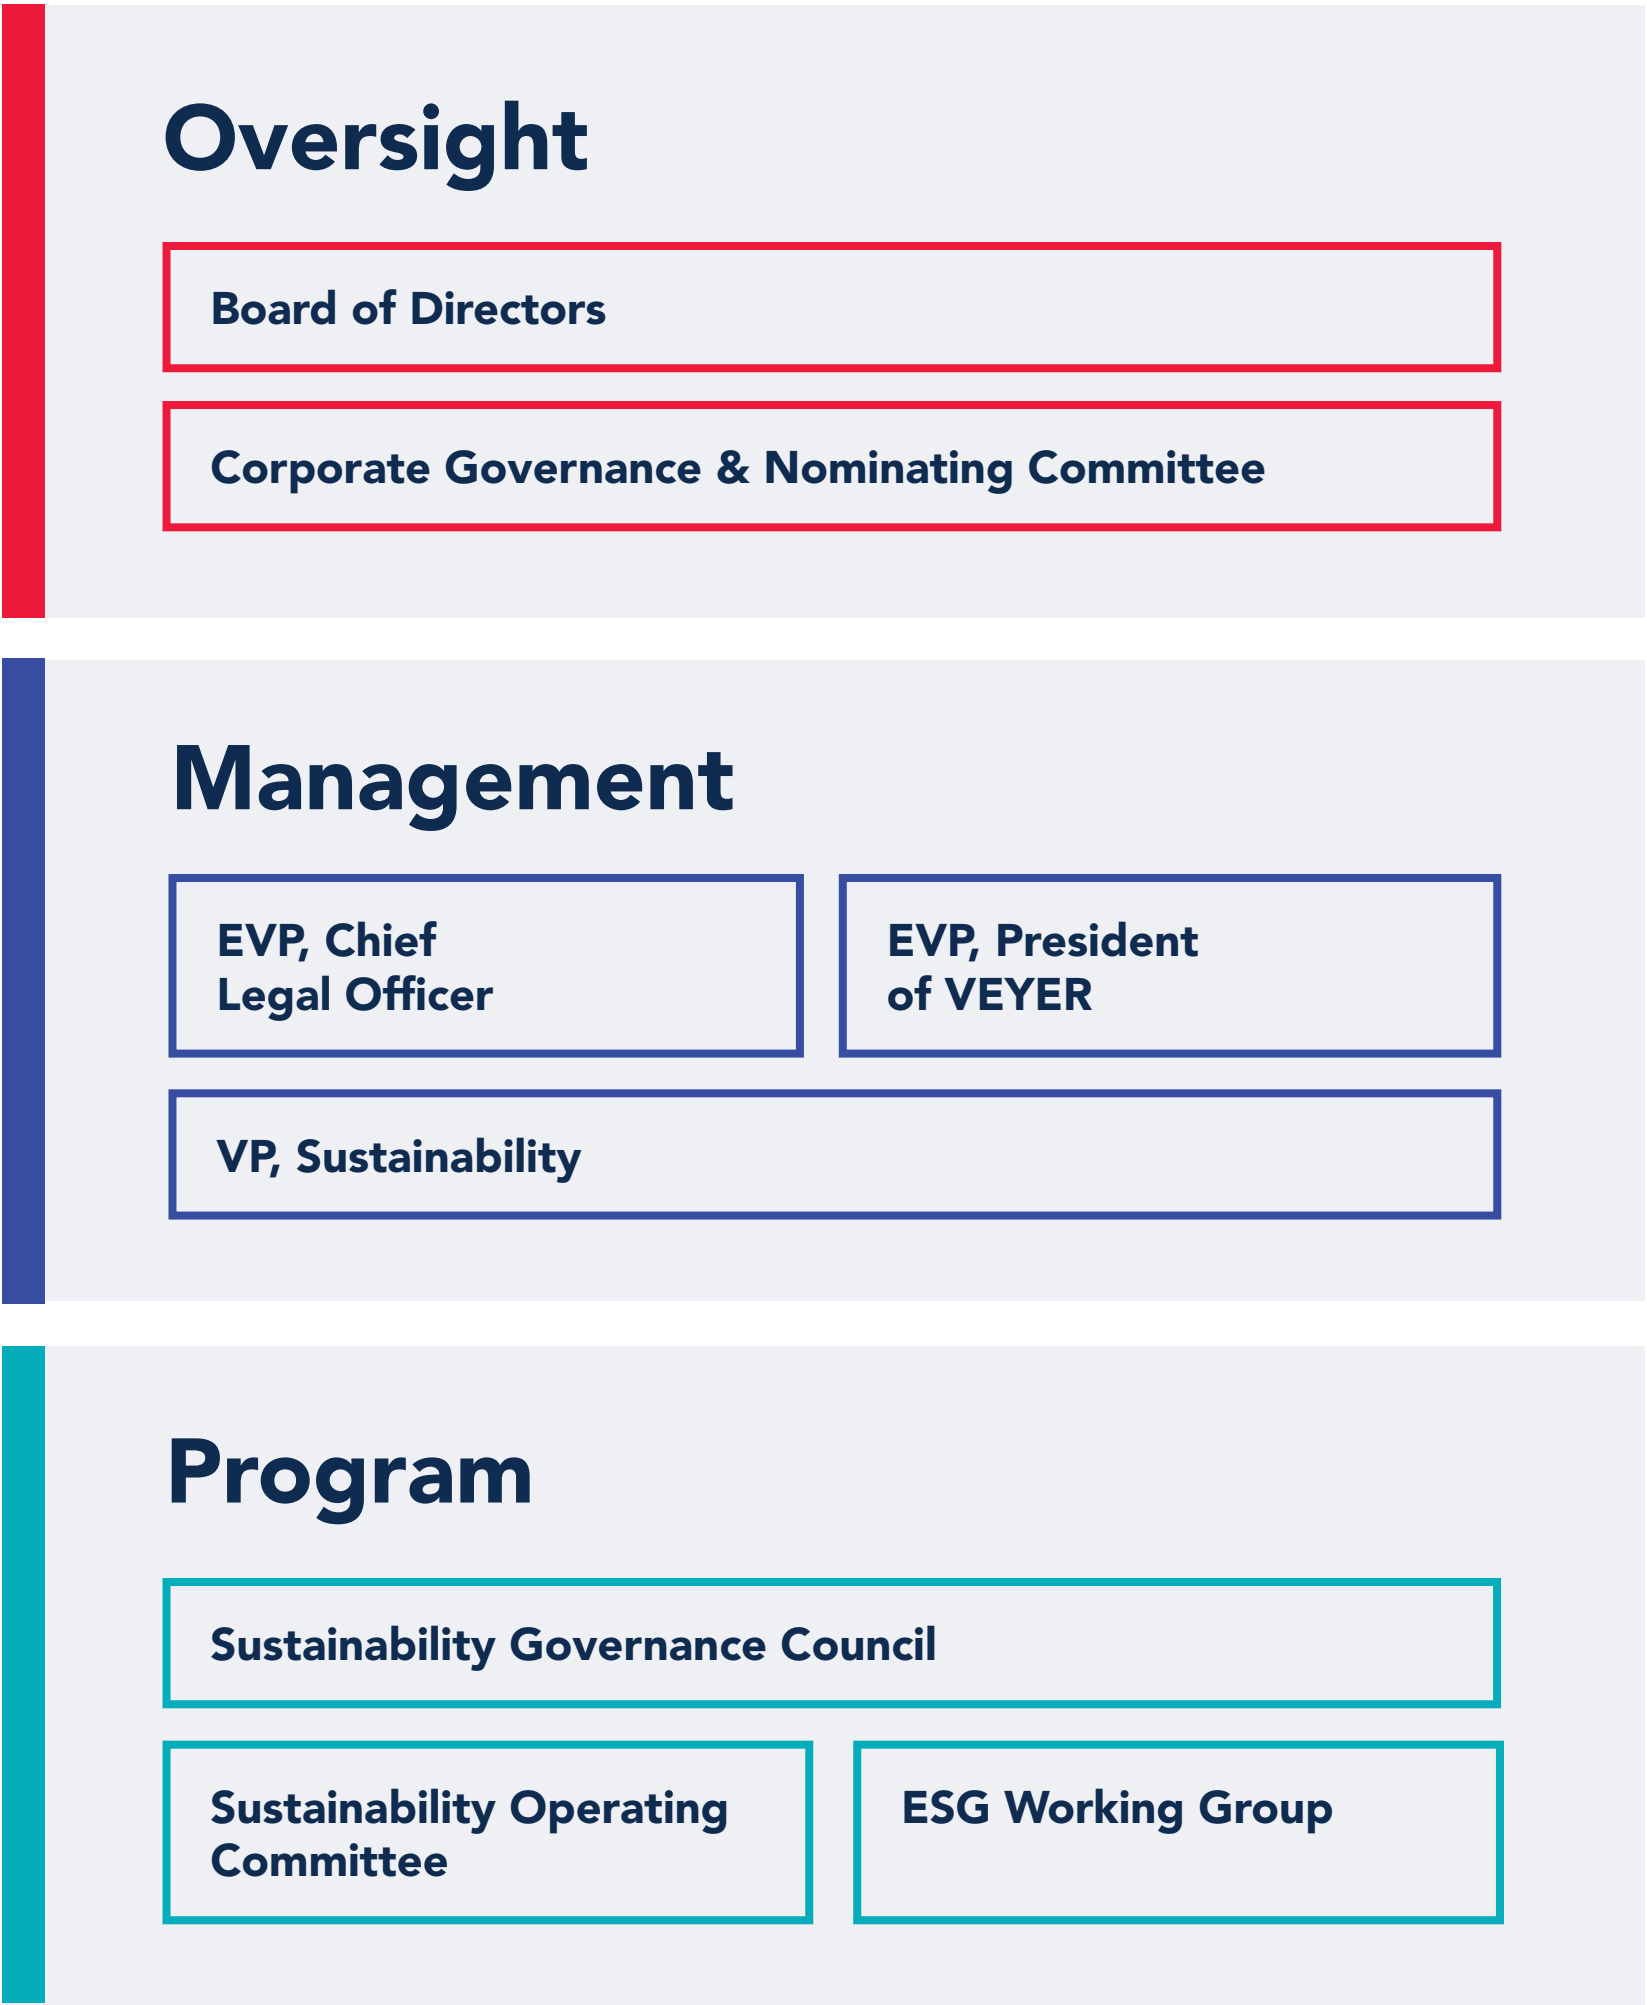 Oversight
Board of Directors
Corporate Governance & Nominating Committee
Management
EVP, Chief
Legal Officer
EVP, President
of VEYER
VP, Sustainability
Program
Sustainability Governance Council
Sustainability Operating
Committee
ESG Working Group